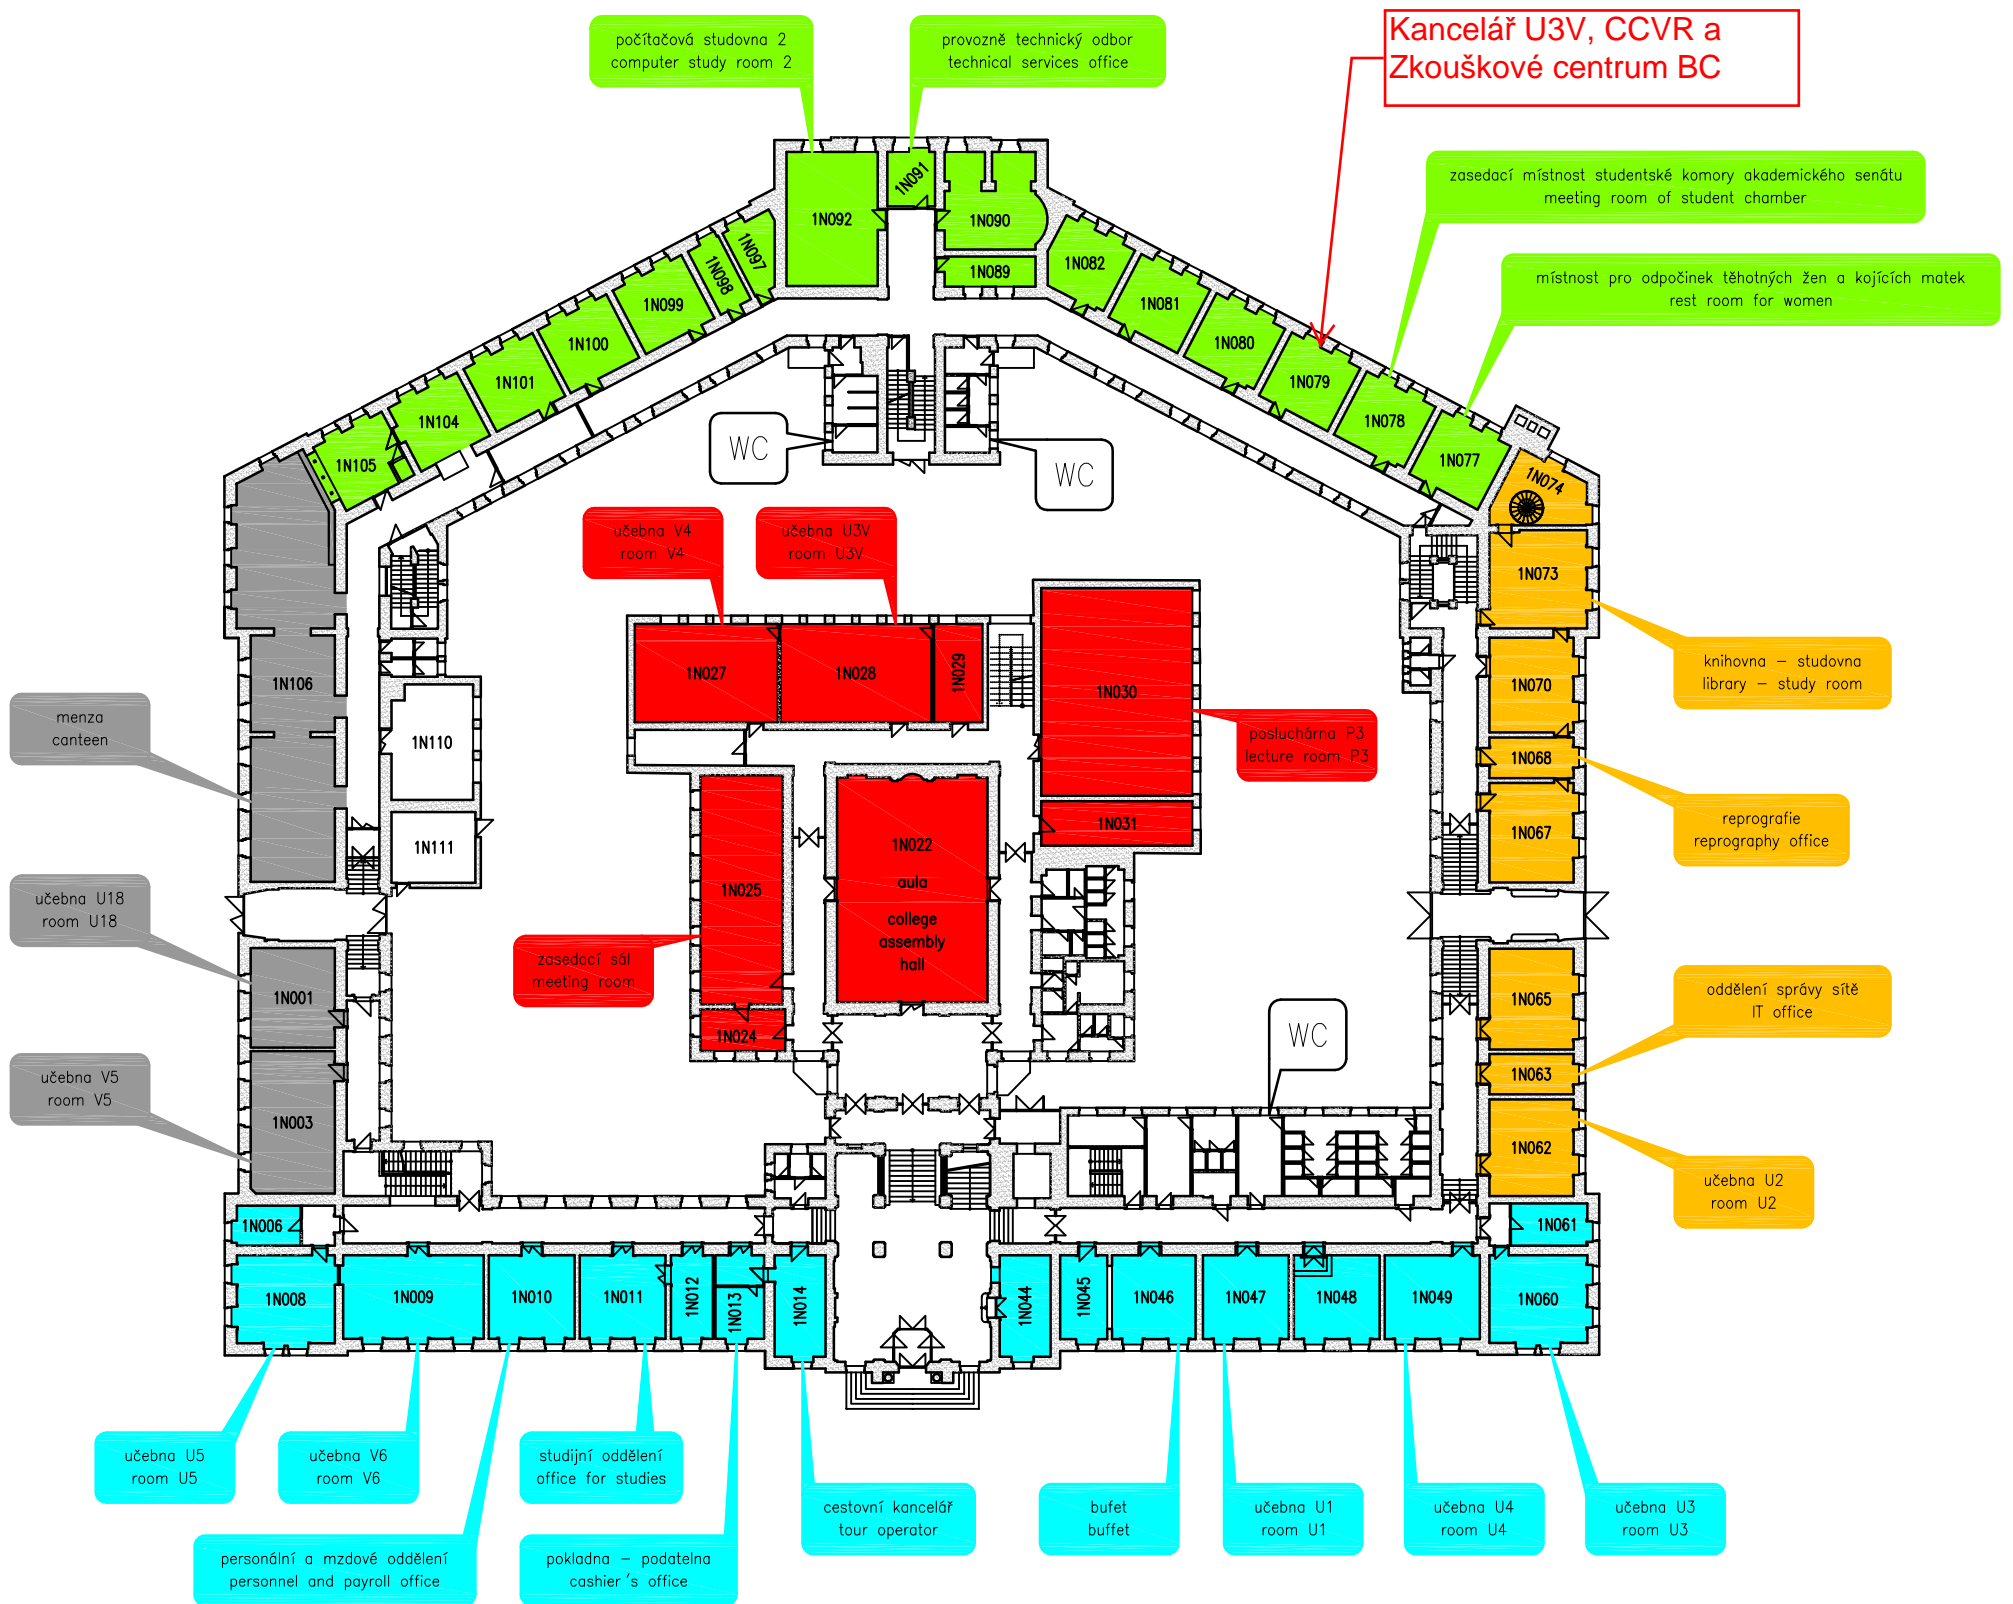 počítačová studovna 2
computer study room 2
provozně technický odbor
technical services office
Kancelář U3V, CCVR a
Zkouškové centrum BC
zasedací místnost studentské komory akademického senátu
meeting room of student chamber
místnost pro odpočinek těhotných žen a kojících matek
rest room for women
1N092
1N091
1N090
1N089
1N097
1N098
1N099
1N100
1N101
1N104
1N105
1N082
1N081
1N080
1N079
1N078
1N077
1N074
1N073
WC
WC
učebna V4
room V4
učebna U3V
room U3V
1N027
1N028
1N029
1N030
posluchárna P3
lecture room P3
1N031
1N022
aula
college
assembly
hall
1N025
zasedací sál
meeting room
1N024
1N106
menza
canteen
1N110
1N111
učebna U18
room U18
1N001
učebna V5
room V5
1N003
knihovna – studovna
library – study room
1N070
1N068
reprografie
reprography office
1N067
1N065
oddělení správy sítě
IT office
1N063
1N062
učebna U2
room U2
WC
1N006
1N008
1N009
1N010
1N011
1N012
1N013
1N014
1N044
1N045
1N046
1N047
1N048
1N049
1N060
1N061
učebna U5
room U5
učebna V6
room V6
studijní oddělení
office for studies
cestovní kancelář
tour operator
bufet
buffet
učebna U1
room U1
učebna U4
room U4
učebna U3
room U3
personální a mzdové oddělení
personnel and payroll office
pokladna – podatelna
cashier's office